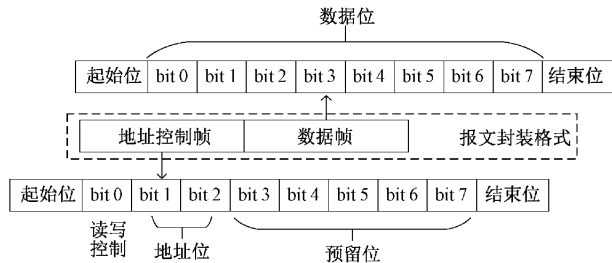 数据位
起始位 bit 0 bit 1 bit 2 bit 3 bit 4 bit 5 bit 6 bit 7 结束位
地址控制帧 数据帧 报文封装格式
起始位 bit 0 bit 1 bit 2 bit 3 bit 4 bit 5 bit 6 bit 7 结束位
读写
控制 地址位 预留位